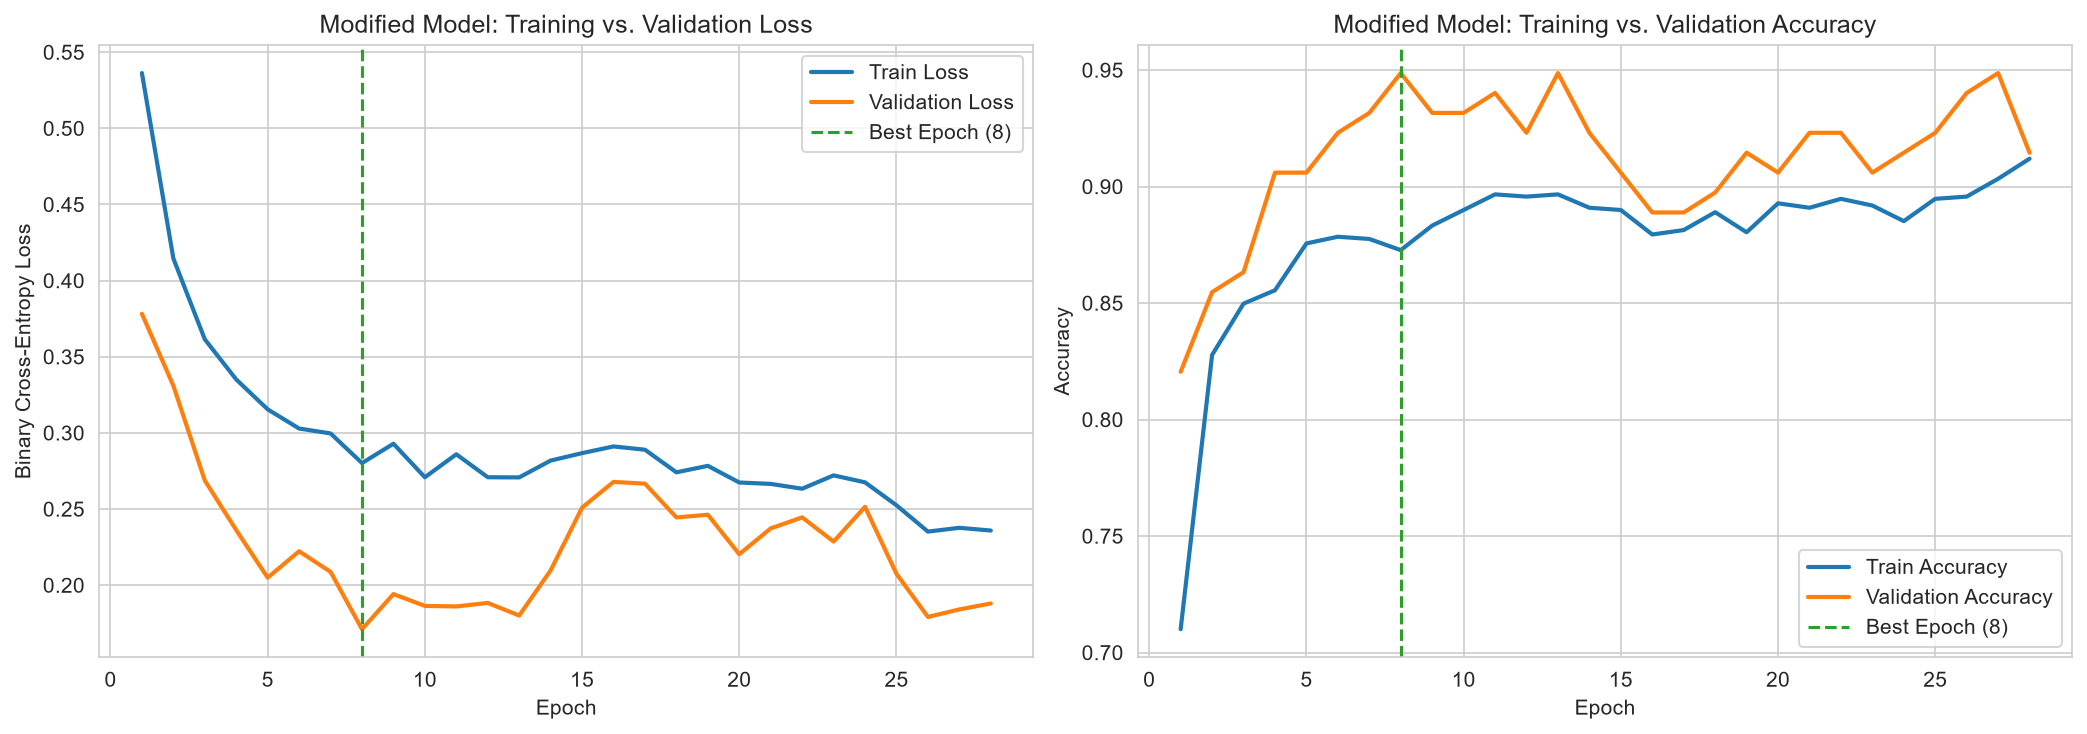 Modified Model: Training vs. Validation Loss
0.55
0.50
0.45
0.40
0.35
0.30
0.25
0.20
Binary Cross-Entropy Loss
Train Loss
Validation Loss
Best Epoch (8)
0
5
10
15
20
25
Epoch
Modified Model: Training vs. Validation Accuracy
0.95
0.90
0.85
0.80
0.75
0.70
Accuracy
Train Accuracy
Validation Accuracy
Best Epoch (8)
0
5
10
15
20
25
Epoch